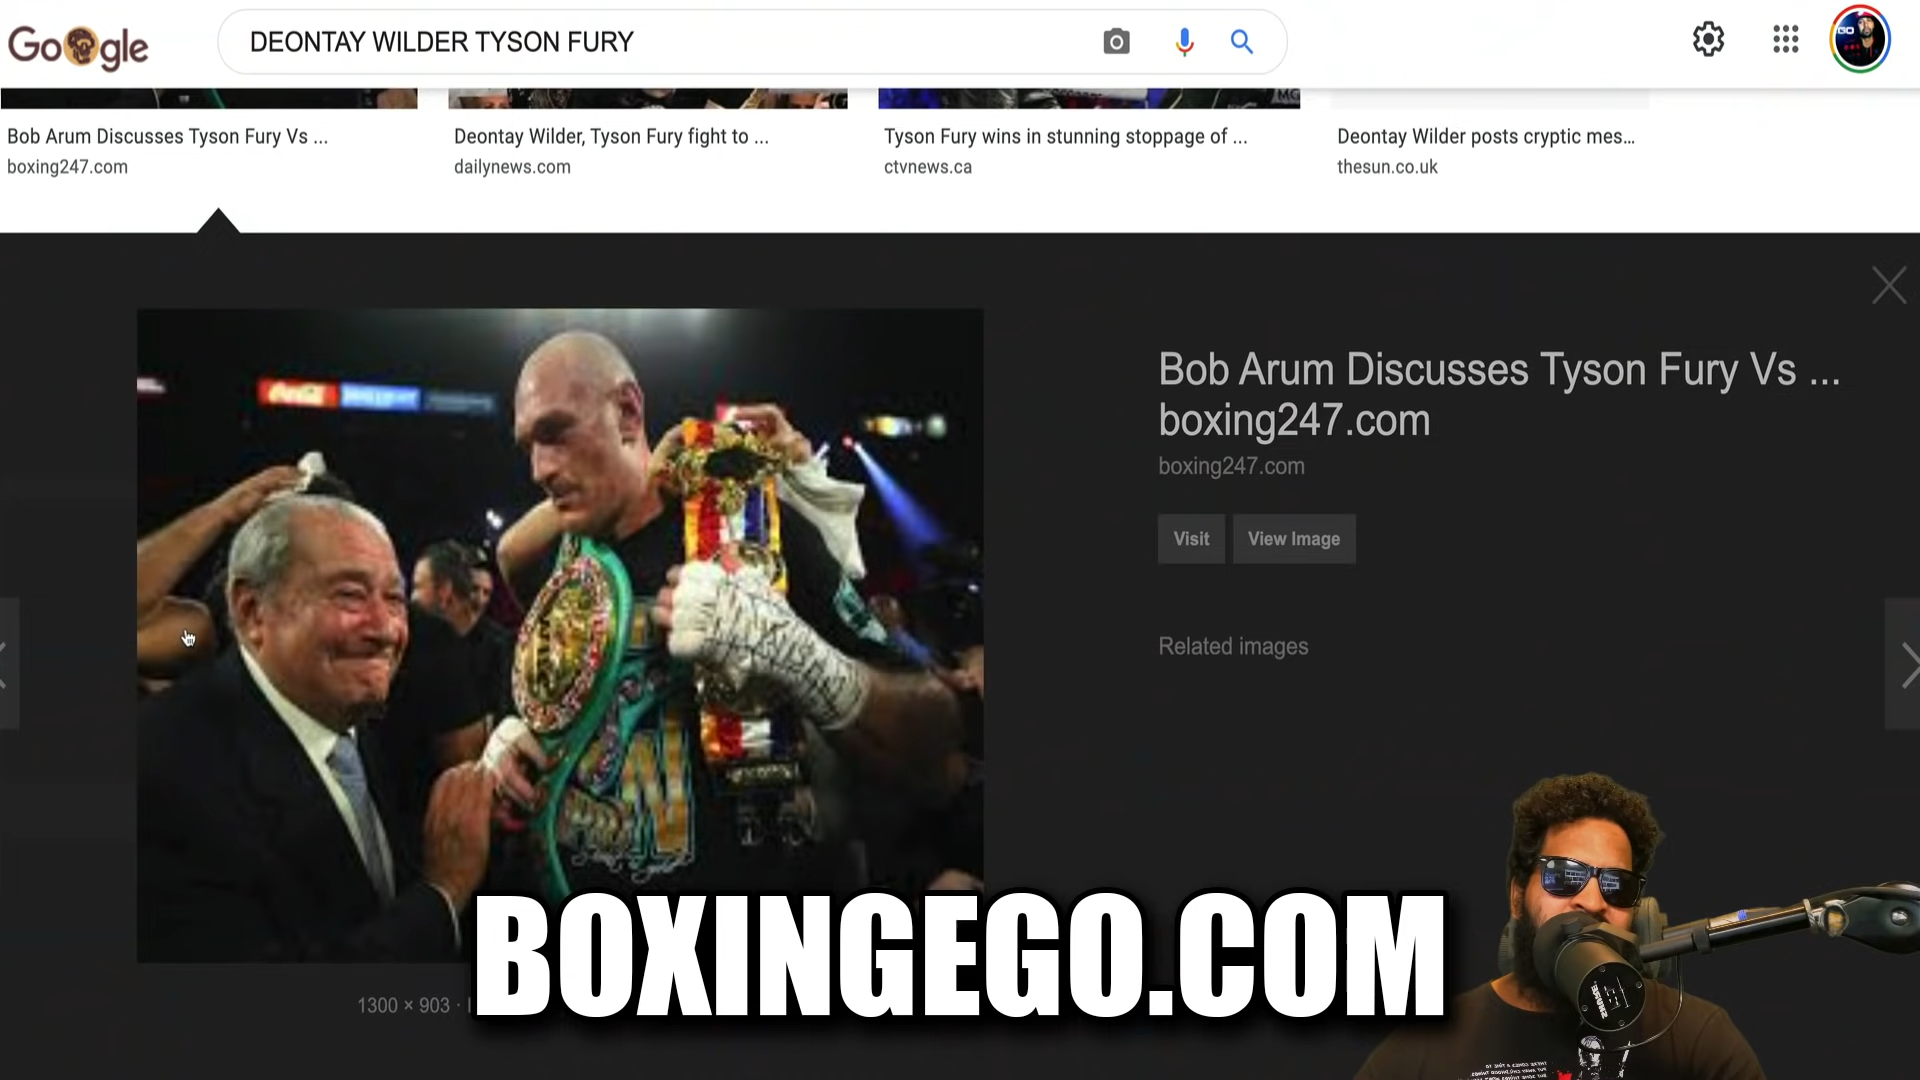 Google
DEONTAY WILDER TYSON FURY
Bob Arum Discusses Tyson Fury Vs ...
boxing247.com
Deontay Wilder, Tyson Fury fight to ...
dailynews.com
Tyson Fury wins in stunning stoppage of ...
ctvnews.ca
Deontay Wilder posts cryptic mes...
thesun.co.uk
Bob Arum Discusses Tyson Fury Vs ...
boxing247.com
boxing247.com
Visit
View Image
Related images
1300 × 903 ·
BOXINGEGO.COM